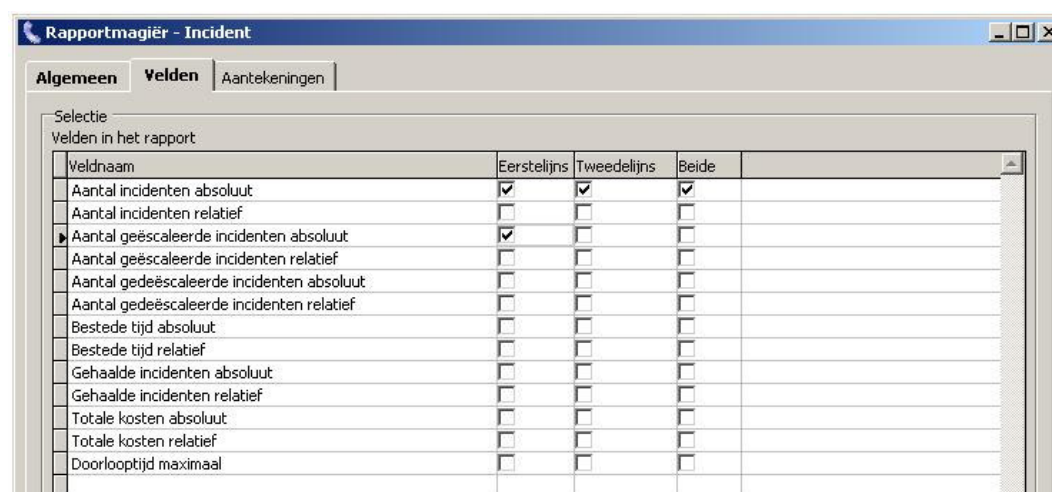 Rapportmagiër - Incident
Algemeen Velden Aantekeningen
Selectie
Velden in het rapport
Veldnaam Eerstelijns Tweedelijns Beide
Aantal incidenten absoluut
Aantal incidenten relatief
Aantal geëscaleerde incidenten absoluut
Aantal geëscaleerde incidenten relatief
Aantal gedeëscaleerde incidenten absoluut
Aantal gedeëscaleerde incidenten relatief
Bestede tijd absoluut
Bestede tijd relatief
Gehaalde incidenten absoluut
Gehaalde incidenten relatief
Totale kosten absoluut
Totale kosten relatief
Doorlooptijd maximaal